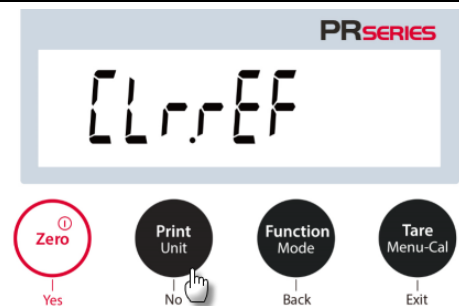 PRSERIES
CLr.rEF
Zero
Print
Unit
Function
Mode
Tare
Menu-Cal
Yes
No
Back
Exit